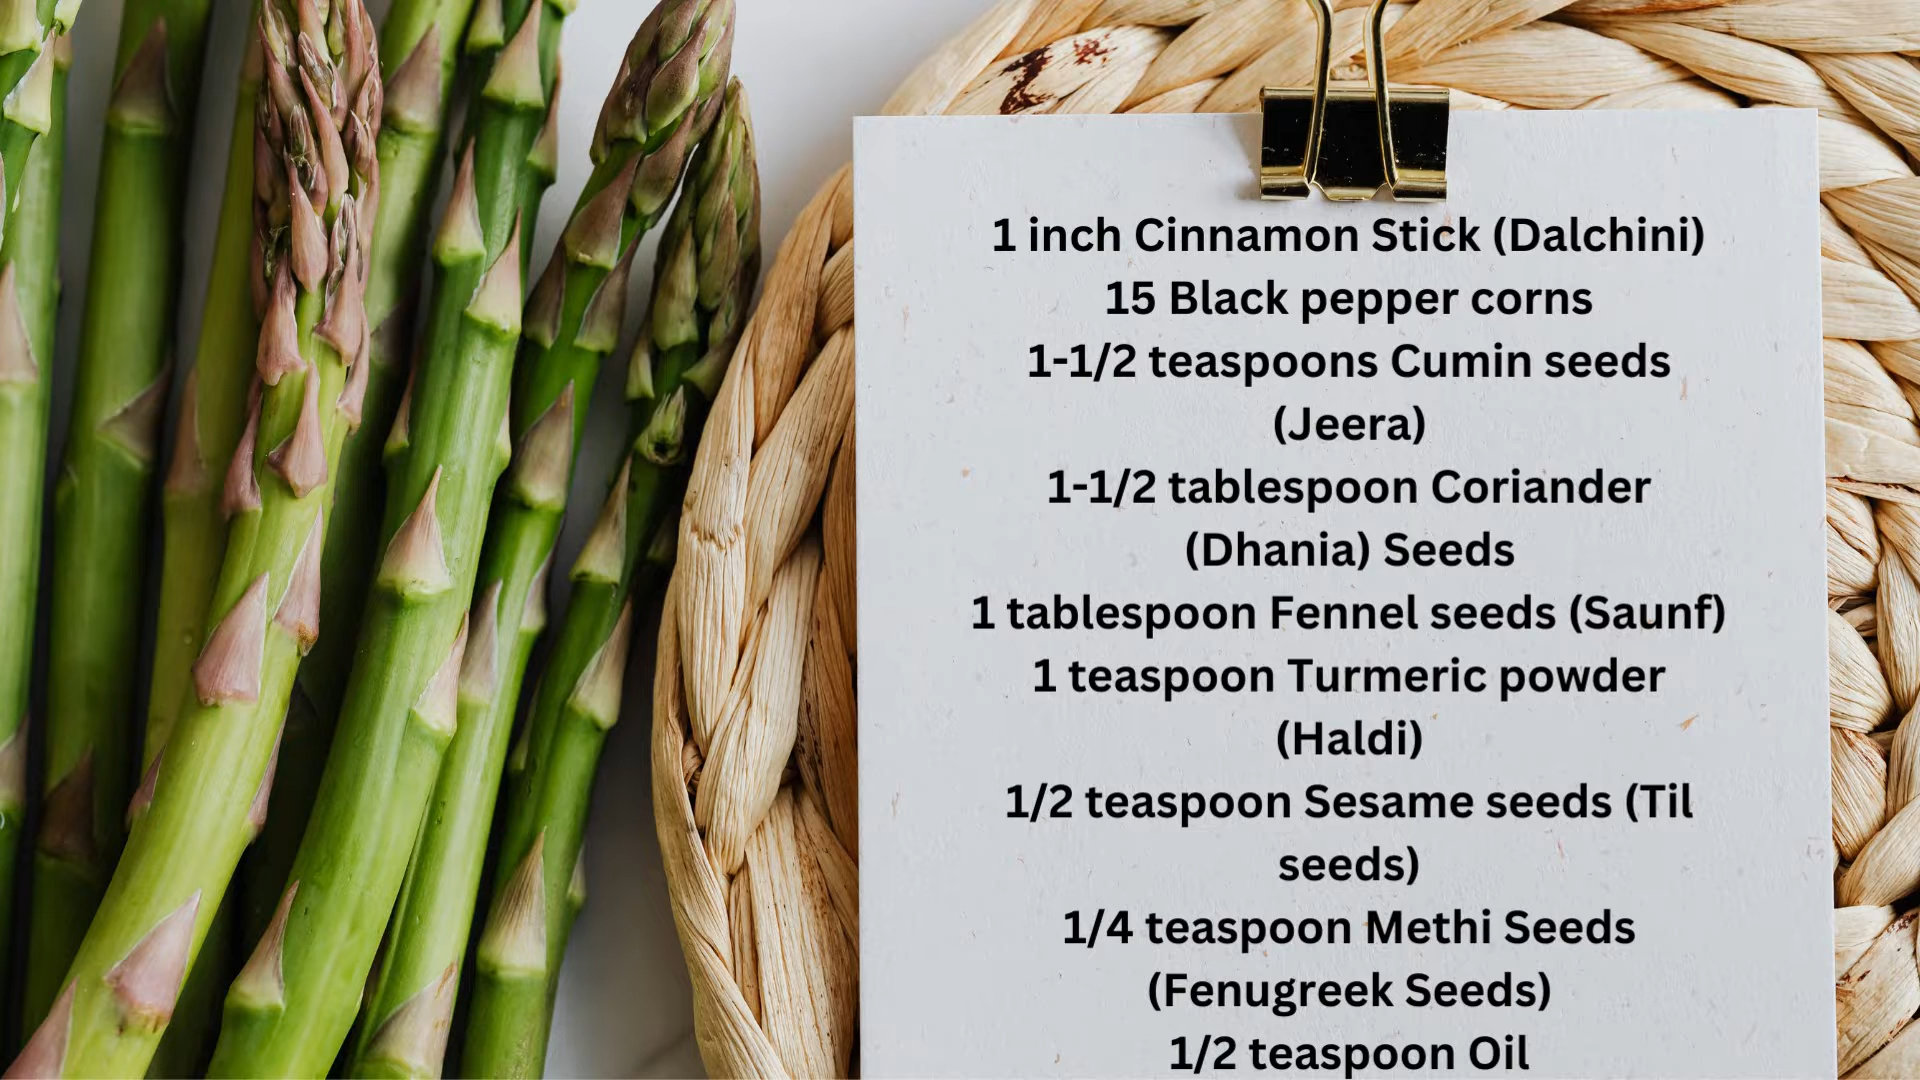 1 inch Cinnamon Stick (Dalchini)
15 Black pepper corns
1-1/2 teaspoons Cumin seeds
(Jeera)
1-1/2 tablespoon Coriander
(Dhania) Seeds
1 tablespoon Fennel seeds (Saunf)
1 teaspoon Turmeric powder
(Haldi)
1/2 teaspoon Sesame seeds (Til
seeds)
1/4 teaspoon Methi Seeds
(Fenugreek Seeds)
1/2 teaspoon Oil